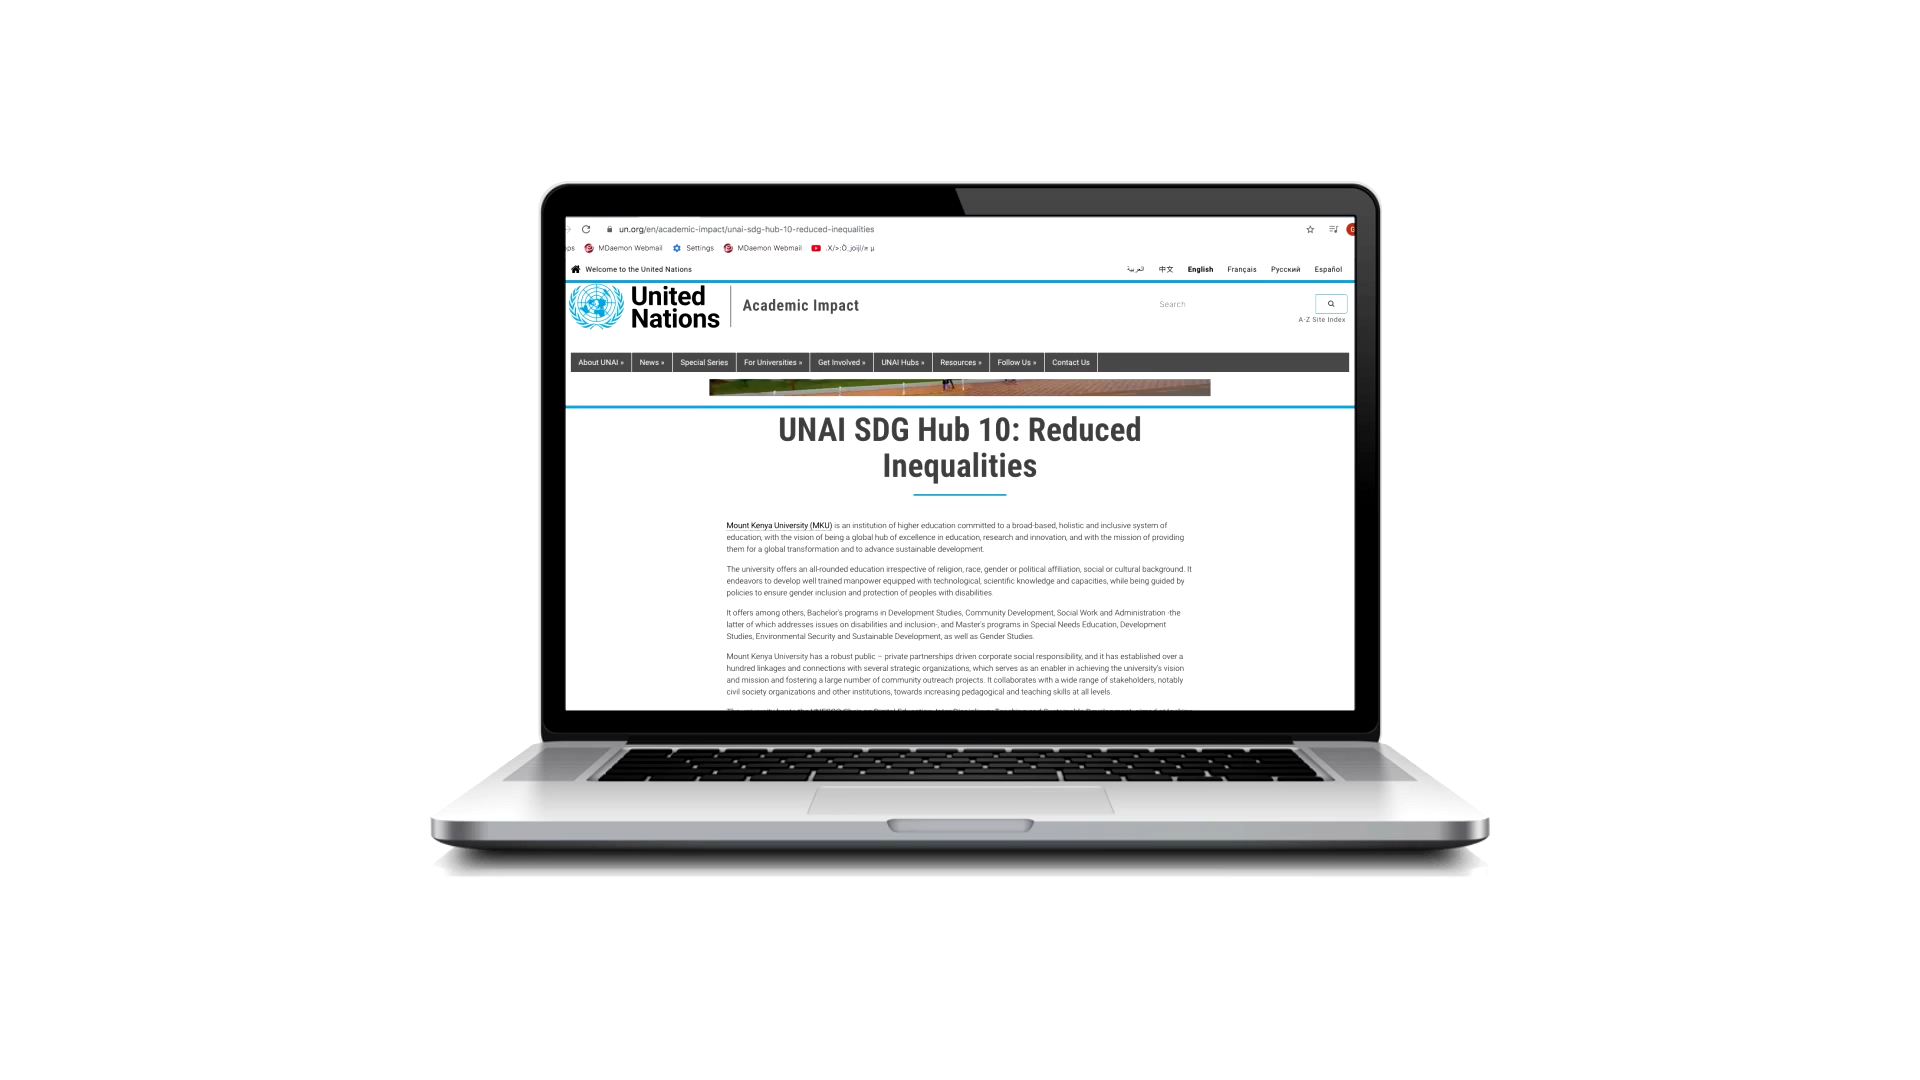 un.org/en/academic-impact/unai-sdg-hub-10-reduced-inequalities
MDaemon Webmail Settings MDaemon Webmail
Welcome to the United Nations العربية 中文 English Français Русский Español
United
Nations
Academic Impact
Search
A-Z Site Index
About UNAI » News » Special Series For Universities » Get Involved » UNAI Hubs » Resources » Follow Us » Contact Us
UNAI SDG Hub 10: Reduced
Inequalities
Mount Kenya University (MKU) is an institution of higher education committed to a broad-based, holistic and inclusive system of
education, with the vision of being a global hub of excellence in education, research and innovation, and with the mission of providing
them for a global transformation and to advance sustainable development.
The university offers an all-rounded education irrespective of religion, race, gender or political affiliation, social or cultural background. It
endeavors to develop well trained manpower equipped with technological, scientific knowledge and capacities, while being guided by
policies to ensure gender inclusion and protection of peoples with disabilities.
It offers among others, Bachelor's programs in Development Studies, Community Development, Social Work and Administration -the
latter of which addresses issues on disabilities and inclusion-, and Master's programs in Special Needs Education, Development
Studies, Environmental Security and Sustainable Development, as well as Gender Studies.
Mount Kenya University has a robust public – private partnerships driven corporate social responsibility, and it has established over a
hundred linkages and connections with several strategic organizations, which serves as an enabler in achieving the university's vision
and mission and fostering a large number of community outreach projects. It collaborates with a wide range of stakeholders, notably
civil society organizations and other institutions, towards increasing pedagogical and teaching skills at all levels.